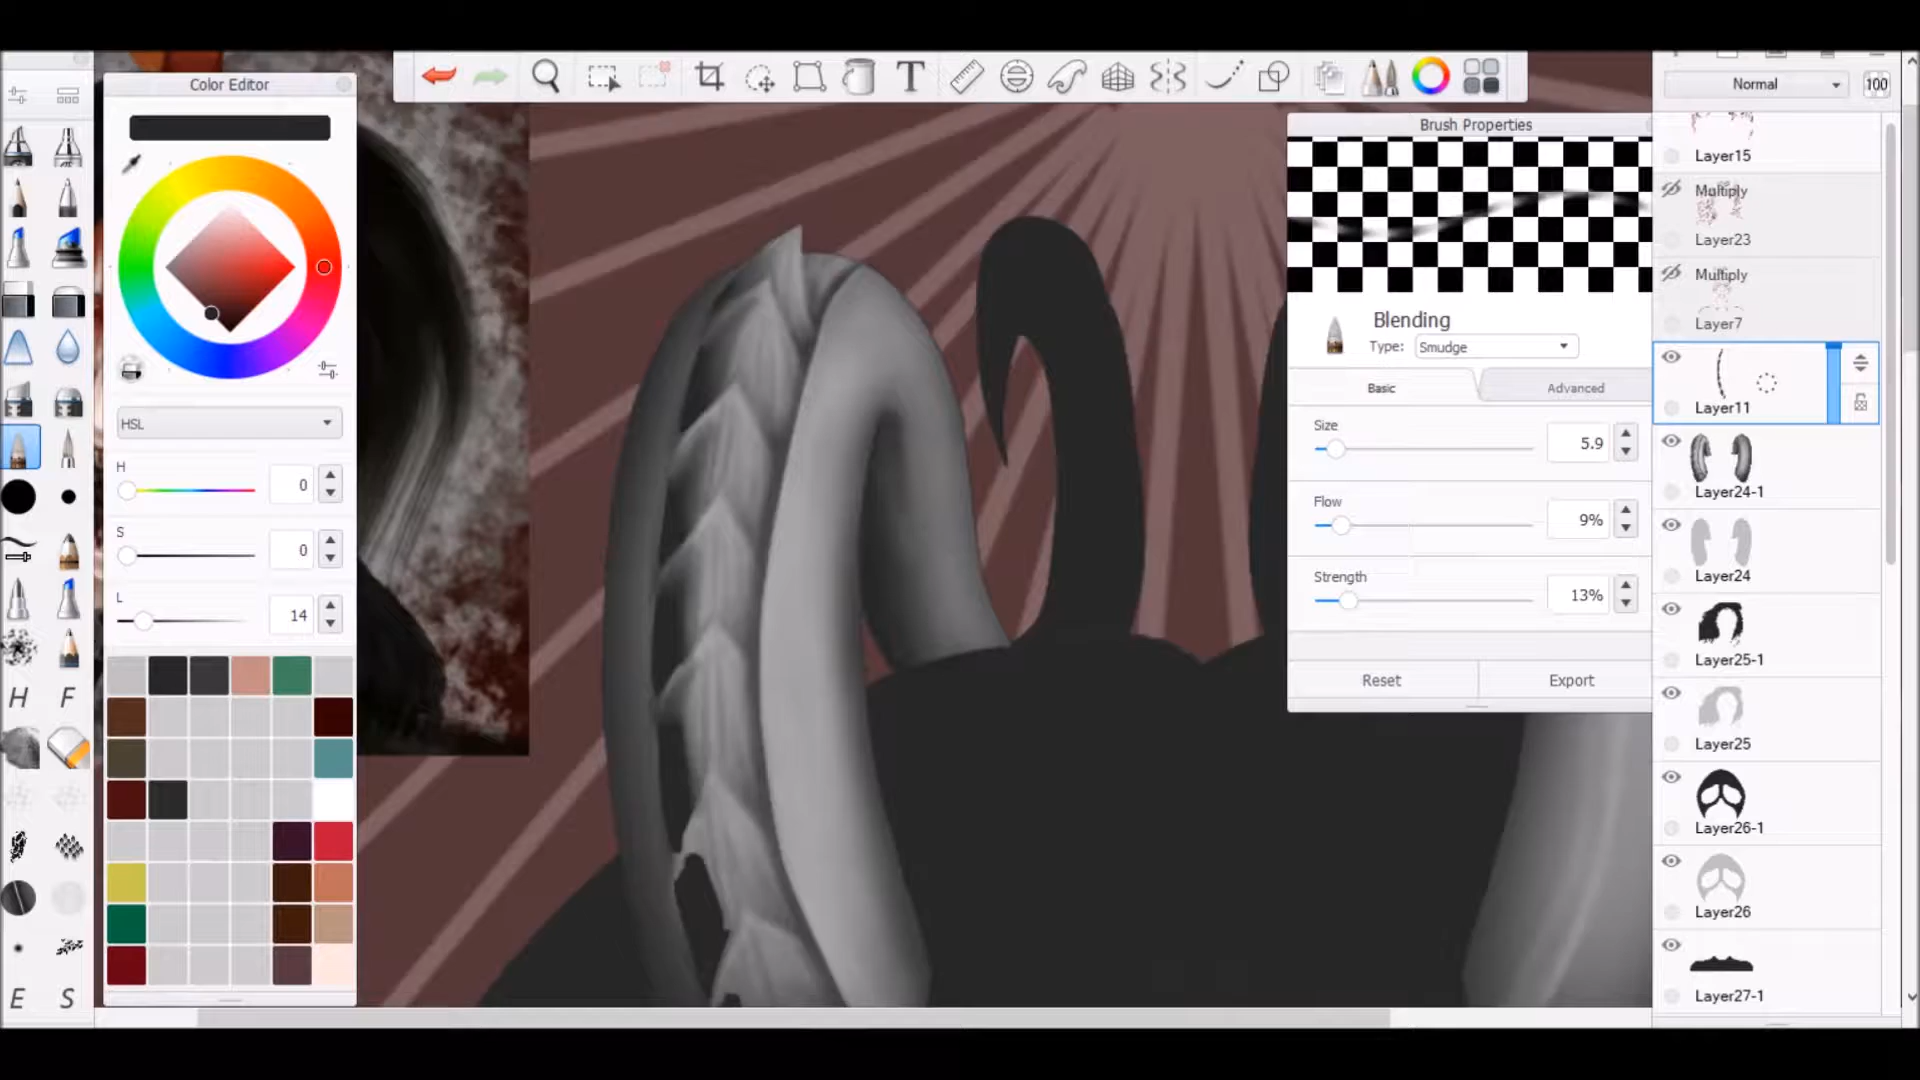 Color Editor
HSL
H
0
S
0
L
14
H F
E S
T
Brush Properties
Blending
Type: Smudge
Basic
Advanced
Size
5.9
Flow
9%
Strength
13%
Reset
Export
Normal
100
Layer15
Multiply
Layer23
Multiply
Layer7
Layer11
Layer24-1
Layer24
Layer25-1
Layer25
Layer26-1
Layer26
Layer27-1